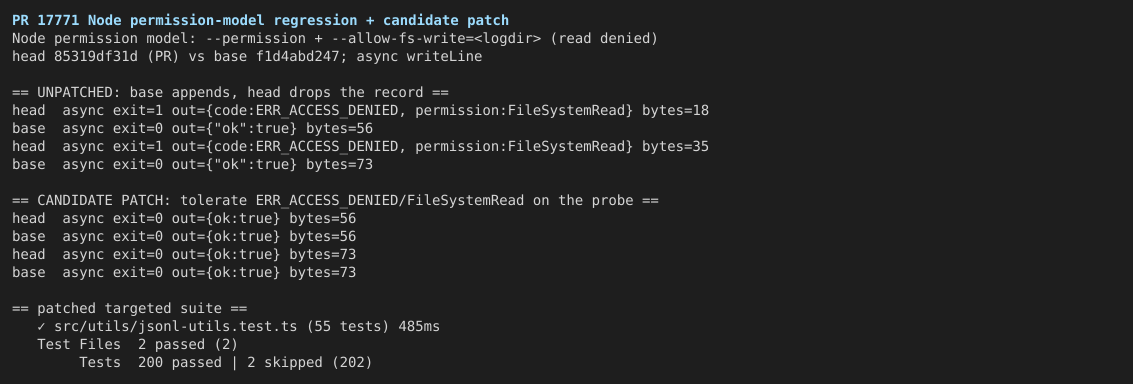 PR 17771 Node permission-model regression + candidate patch
Node permission model: --permission + --allow-fs-write=<logdir> (read denied)
head 85319df31d (PR) vs base f1d4abd247; async writeLine
== UNPATCHED: base appends, head drops the record ==
head  async exit=1 out={code:ERR_ACCESS_DENIED, permission:FileSystemRead} bytes=18
base  async exit=0 out={"ok":true} bytes=56
head  async exit=1 out={code:ERR_ACCESS_DENIED, permission:FileSystemRead} bytes=35
base  async exit=0 out={"ok":true} bytes=73
== CANDIDATE PATCH: tolerate ERR_ACCESS_DENIED/FileSystemRead on the probe ==
head  async exit=0 out={ok:true} bytes=56
base  async exit=0 out={ok:true} bytes=56
head  async exit=0 out={ok:true} bytes=73
base  async exit=0 out={ok:true} bytes=73
== patched targeted suite ==
✓ src/utils/jsonl-utils.test.ts (55 tests) 485ms
Test Files  2 passed (2)
Tests  200 passed | 2 skipped (202)